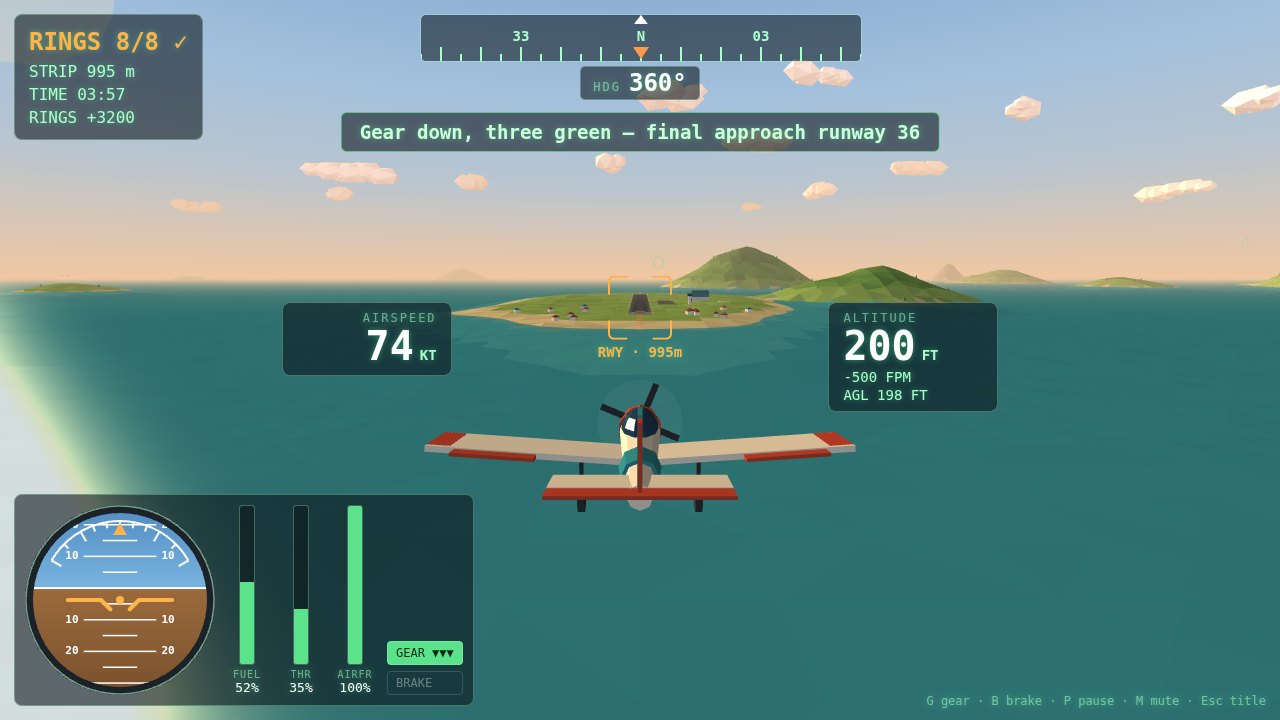 RINGS 8/8 ✓
STRIP 995 m
TIME 03:57
RINGS +3200
33 N 03
HDG 360°
Gear down, three green — final approach runway 36
AIRSPEED
74 KT
RWY · 995m
ALTITUDE
200 FT
-500 FPM
AGL 198 FT
10 10
10 10
20 20
FUEL
52%
THR
35%
AIRFR
100%
GEAR ▼▼▼
BRAKE
G gear · B brake · P pause · M mute · Esc title